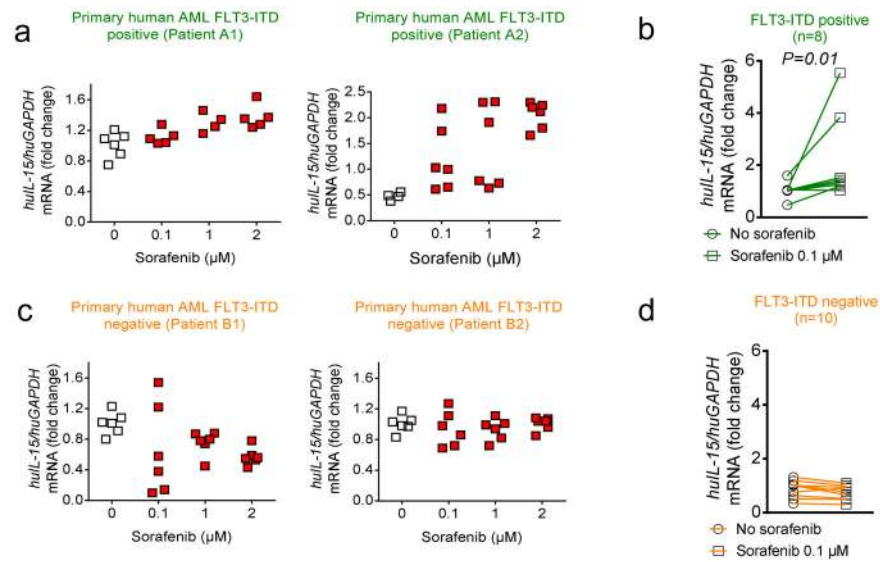 a
Primary human AML FLT3-ITD
positive (Patient A1)
huIL-15/huGAPDH
mRNA (fold change)
1.6
1.2
0.8
0.4
0.0
0
0.1
1
2
Sorafenib (µM)
Primary human AML FLT3-ITD
positive (Patient A2)
huIL-15/huGAPDH
mRNA (fold change)
2.5
2.0
1.5
1.0
0.5
0.0
0
0.1
1
2
Sorafenib (µM)
b
FLT3-ITD positive
(n=8)
P=0.01
huIL-15/huGAPDH
mRNA (fold change)
6
4
2
0
No sorafenib
Sorafenib 0.1 µM
c
Primary human AML FLT3-ITD
negative (Patient B1)
huIL-15/huGAPDH
mRNA (fold change)
1.6
1.2
0.8
0.4
0.0
0
0.1
1
2
Sorafenib (µM)
Primary human AML FLT3-ITD
negative (Patient B2)
huIL-15/huGAPDH
mRNA (fold change)
1.6
1.2
0.8
0.4
0.0
0
0.1
1
2
Sorafenib (µM)
d
FLT3-ITD negative
(n=10)
huIL-15/huGAPDH
mRNA (fold change)
6
4
2
0
No sorafenib
Sorafenib 0.1 µM